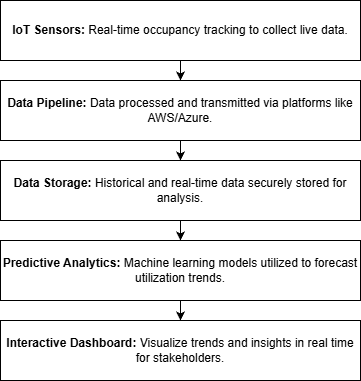 IoT Sensors: Real-time occupancy tracking to collect live data.
Data Pipeline: Data processed and transmitted via platforms like
AWS/Azure.
Data Storage: Historical and real-time data securely stored for
analysis.
Predictive Analytics: Machine learning models utilized to forecast
utilization trends.
Interactive Dashboard: Visualize trends and insights in real time
for stakeholders.